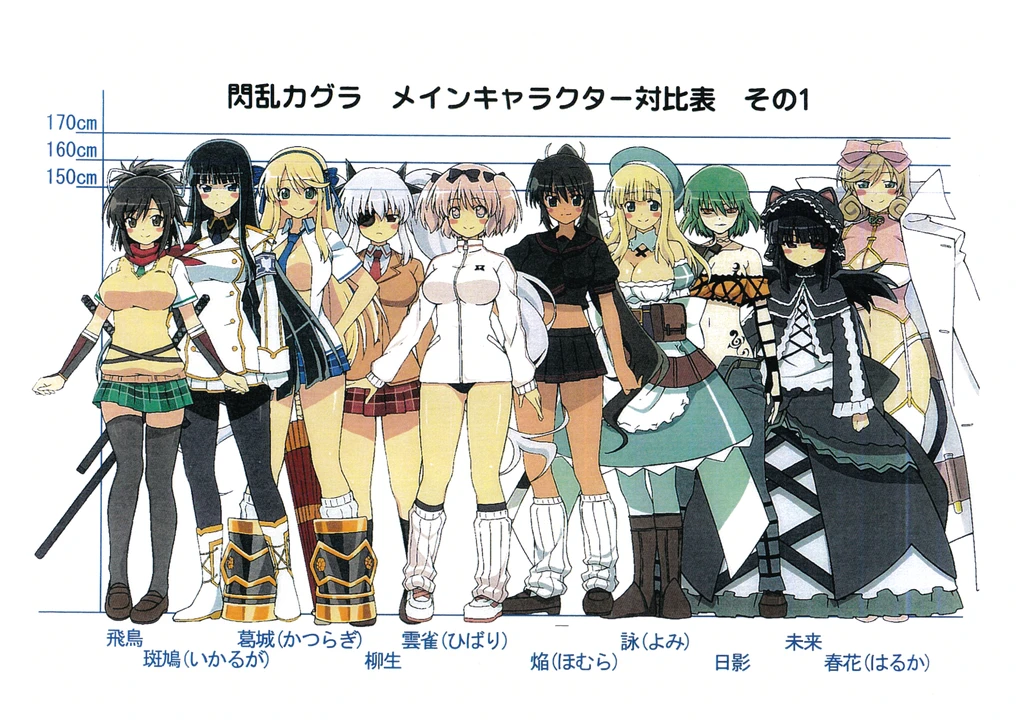 閃乱カグラ メインキャラクター対比表 その1
170cm
160cm
150cm
飛鳥
斑鳩(いかるが)
葛城(かつらぎ)
柳生
雲雀(ひばり)
焔(ほむら)
詠(よみ)
日影
未来
春花(はるか)